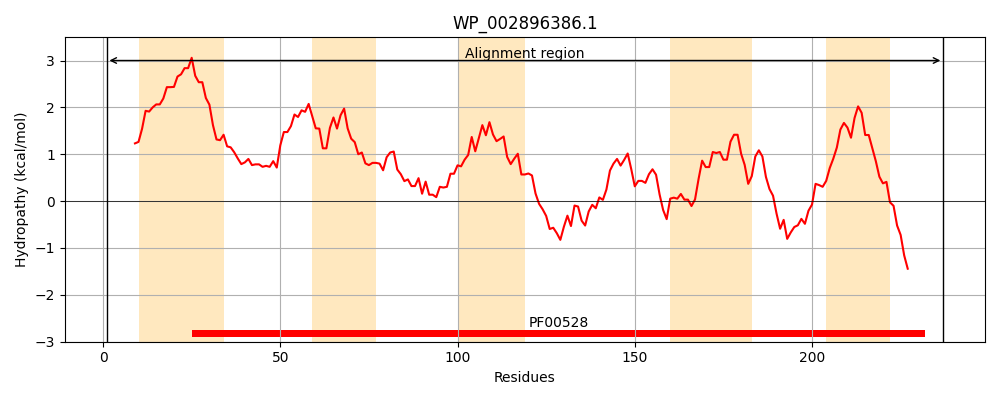 WP_002896386.1
Alignment region
Hydropathy (kcal/mol)
3
2
1
0
−1
−2
−3
PF00528
0
50
100
150
200
Residues